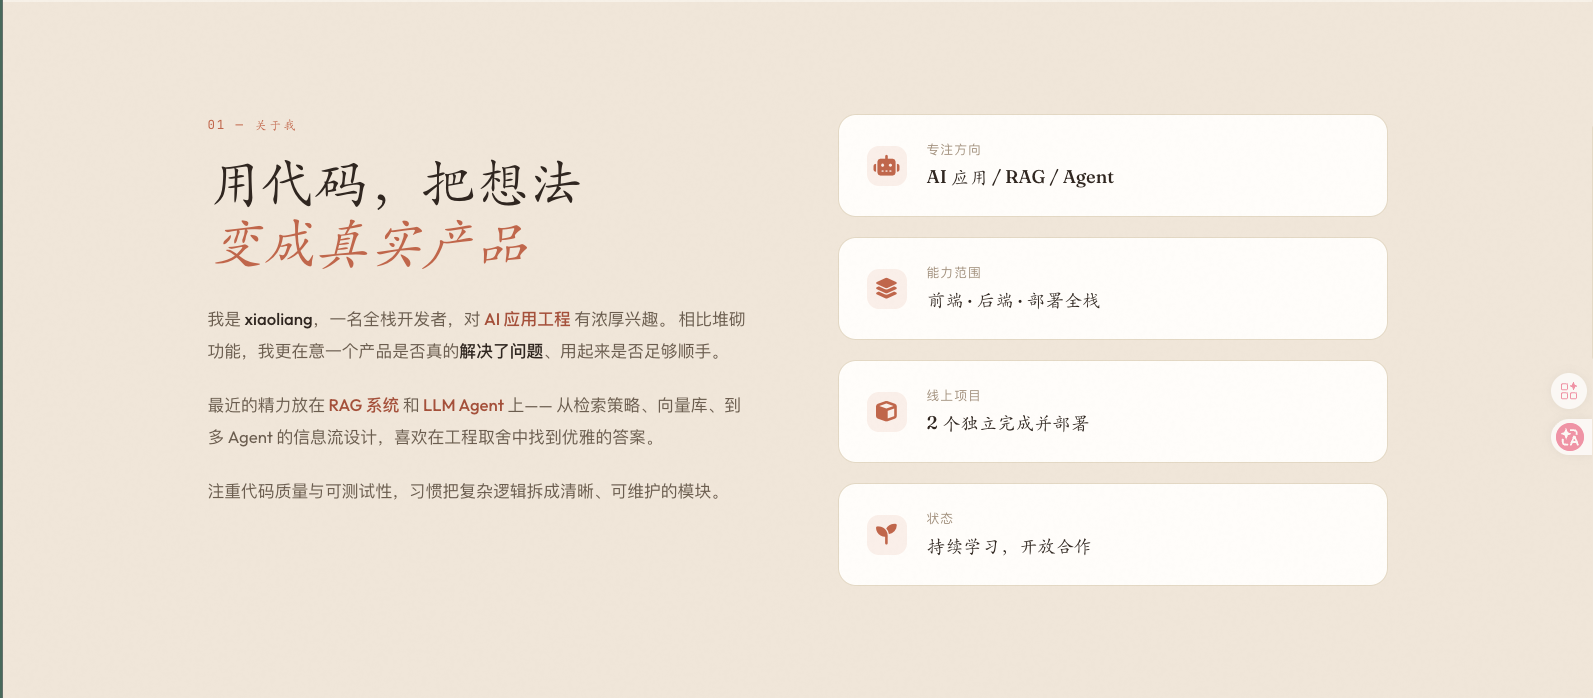 01 — 关于我
用代码，把想法
变成真实产品
我是 xiaoliang，一名全栈开发者，对 AI 应用工程 有浓厚兴趣。 相比堆砌
功能，我更在意一个产品是否真的解决了问题、用起来是否足够顺手。
最近的精力放在 RAG 系统 和 LLM Agent 上—— 从检索策略、向量库、到
多 Agent 的信息流设计，喜欢在工程取舍中找到优雅的答案。
注重代码质量与可测试性，习惯把复杂逻辑拆成清晰、可维护的模块。
专注方向
AI 应用 / RAG / Agent
能力范围
前端 · 后端 · 部署全栈
线上项目
2 个独立完成并部署
状态
持续学习，开放合作